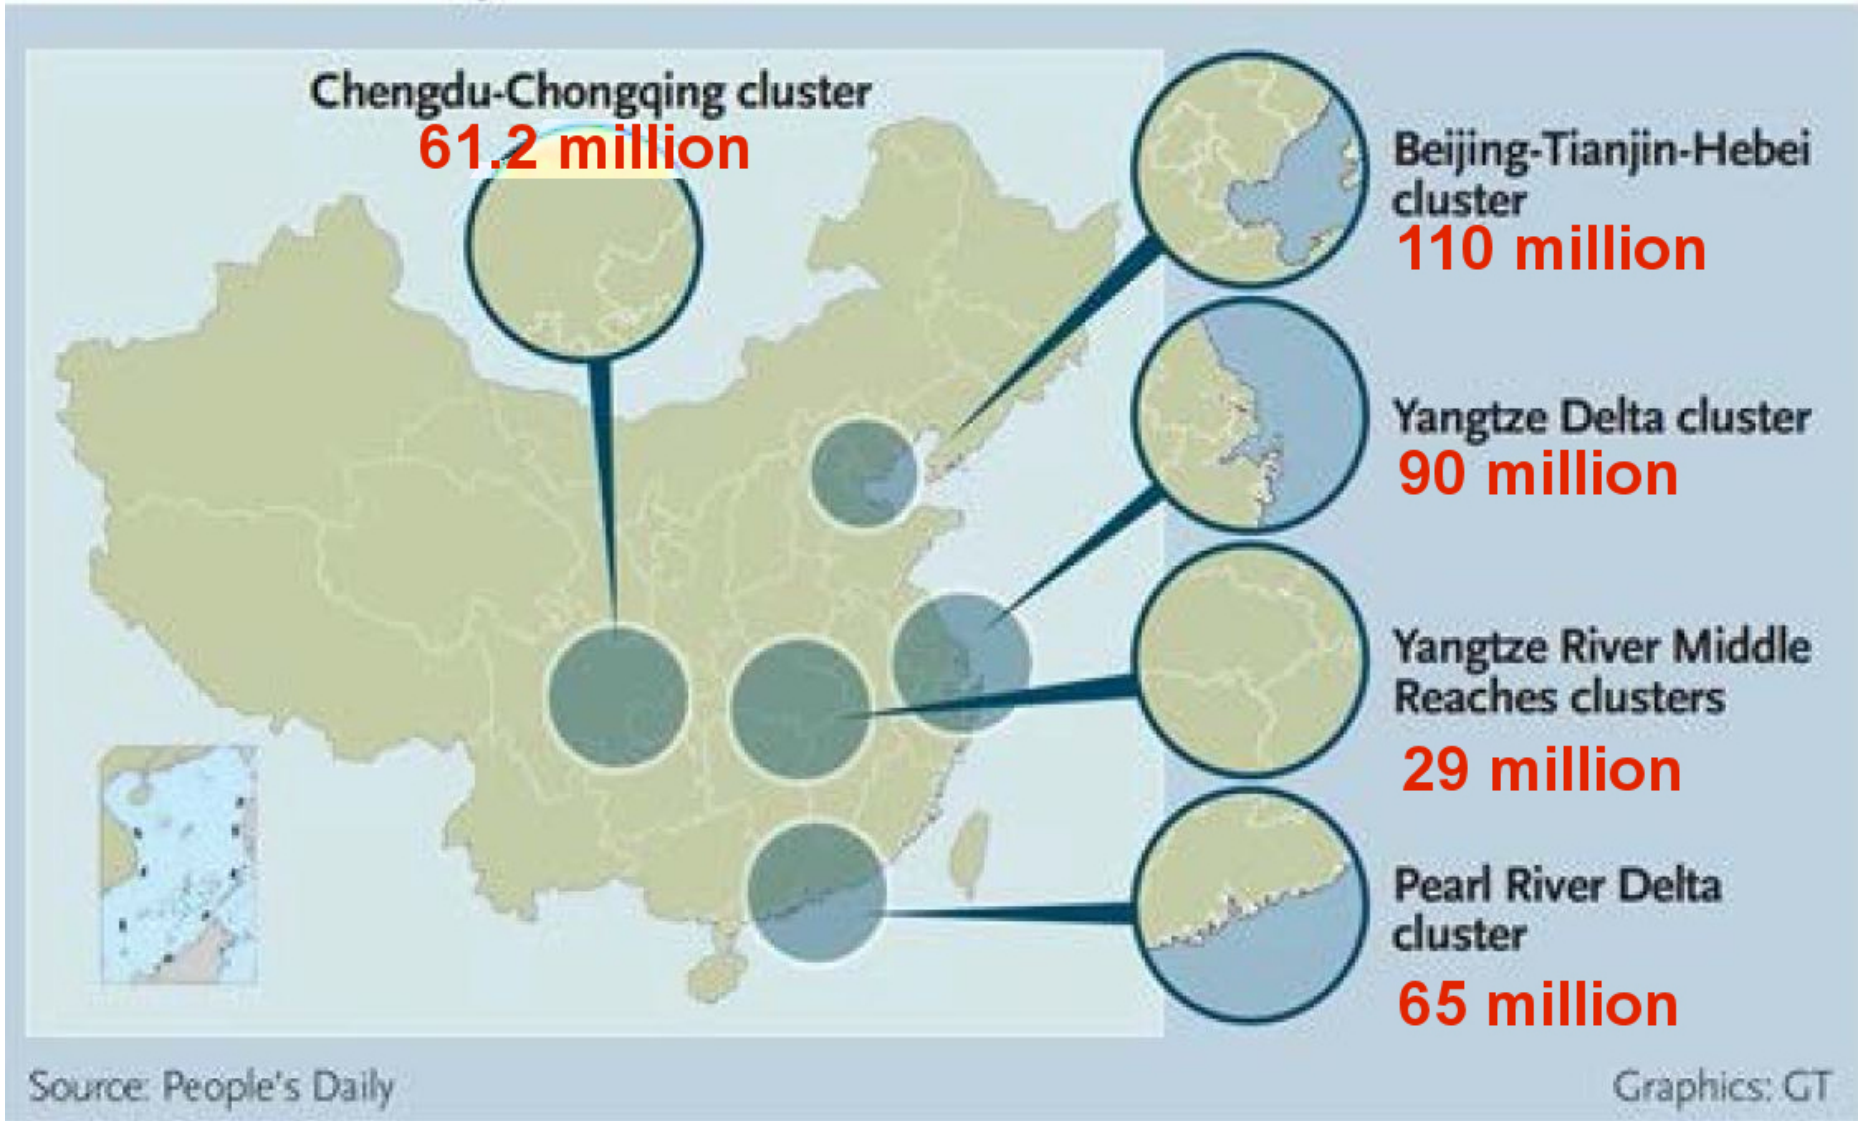 Chengdu-Chongqing cluster
61.2 million
Beijing-Tianjin-Hebei
cluster
110 million
Yangtze Delta cluster
90 million
Yangtze River Middle
Reaches clusters
29 million
Pearl River Delta
cluster
65 million
Source: People's Daily
Graphics: GT